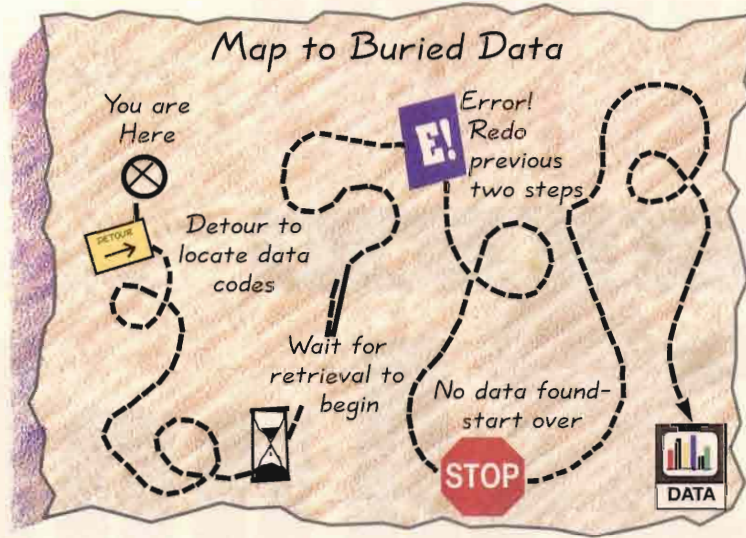 Map to Buried Data
You are
Here
DETOUR
Detour to
locate data
codes
Wait for
retrieval to
begin
E!
Error!
Redo
previous
two steps
No data found-
start over
STOP
DATA